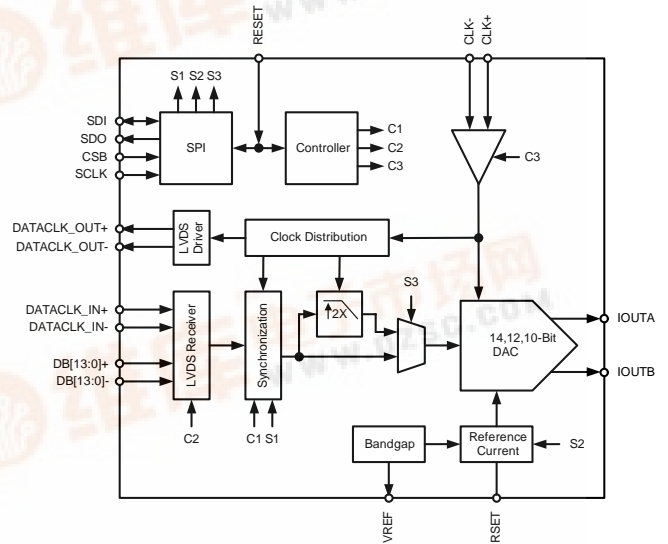 RESET
CLK-
CLK+
S1 S2 S3
SDI
SDO
CSB
SCLK
SPI
Controller
C1
C2
C3
C3
DATACLK_OUT+
DATACLK_OUT-
LVDS
Driver
Clock Distribution
DATACLK_IN+
DATACLK_IN-
DB[13:0]+
DB[13:0]-
LVDS Receiver
Synchronization
2X
S3
14,12,10-Bit
DAC
IOUTA
IOUTB
C2
C1 S1
Bandgap
Reference
Current
S2
VREF
RSET